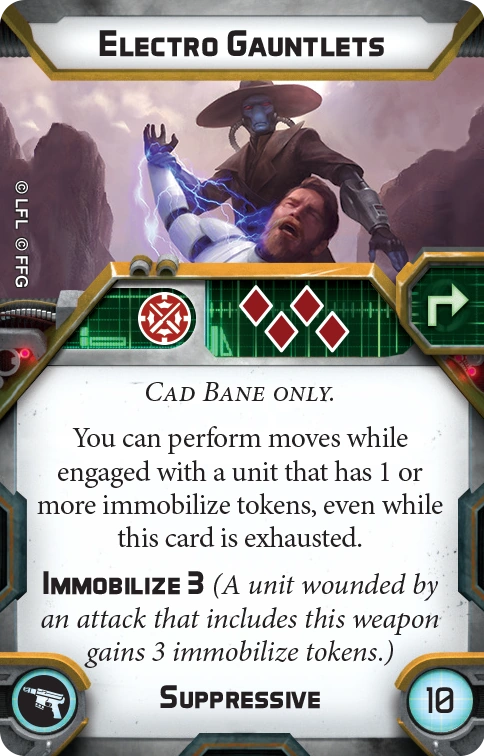 Electro Gauntlets
© LFL © FFG
Cad Bane only.
You can perform moves while
engaged with a unit that has 1 or
more immobilize tokens, even while
this card is exhausted.
Immobilize 3 (A unit wounded by
an attack that includes this weapon
gains 3 immobilize tokens.)
Suppressive
10